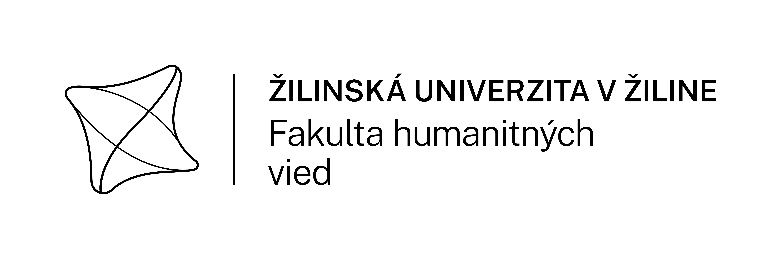 ŽILINSKÁ UNIVERZITA V ŽILINE
Fakulta humanitných
vied